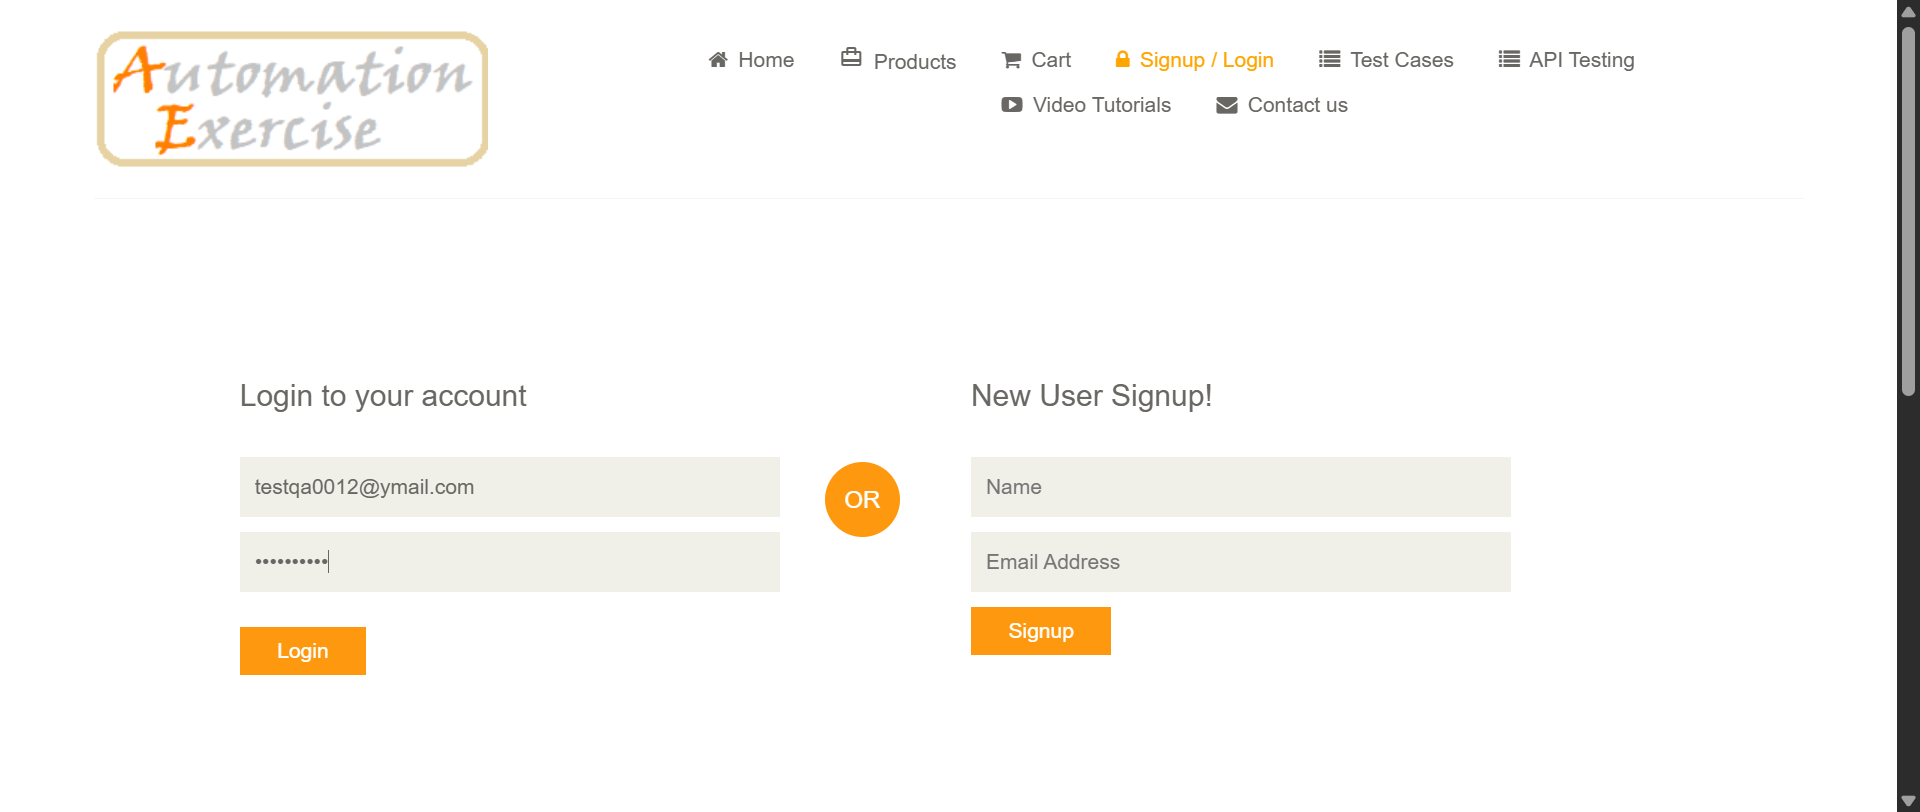 Automation
Exercise
Home
Products
Cart
Signup / Login
Test Cases
API Testing
Video Tutorials
Contact us
Login to your account
testqa0012@ymail.com
••••••••••
Login
OR
New User Signup!
Name
Email Address
Signup